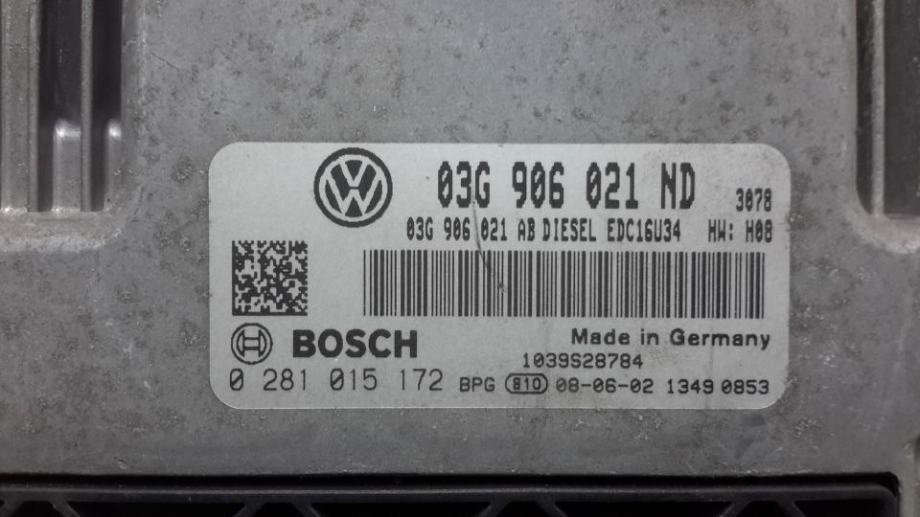 03G 906 021 ND 3078
03G 906 021 AB DIESEL EDC16U34 HW: H08
BOSCH
Made in Germany
1039S28784
0 281 015 172 BPG 810 08-06-02 1349 0853